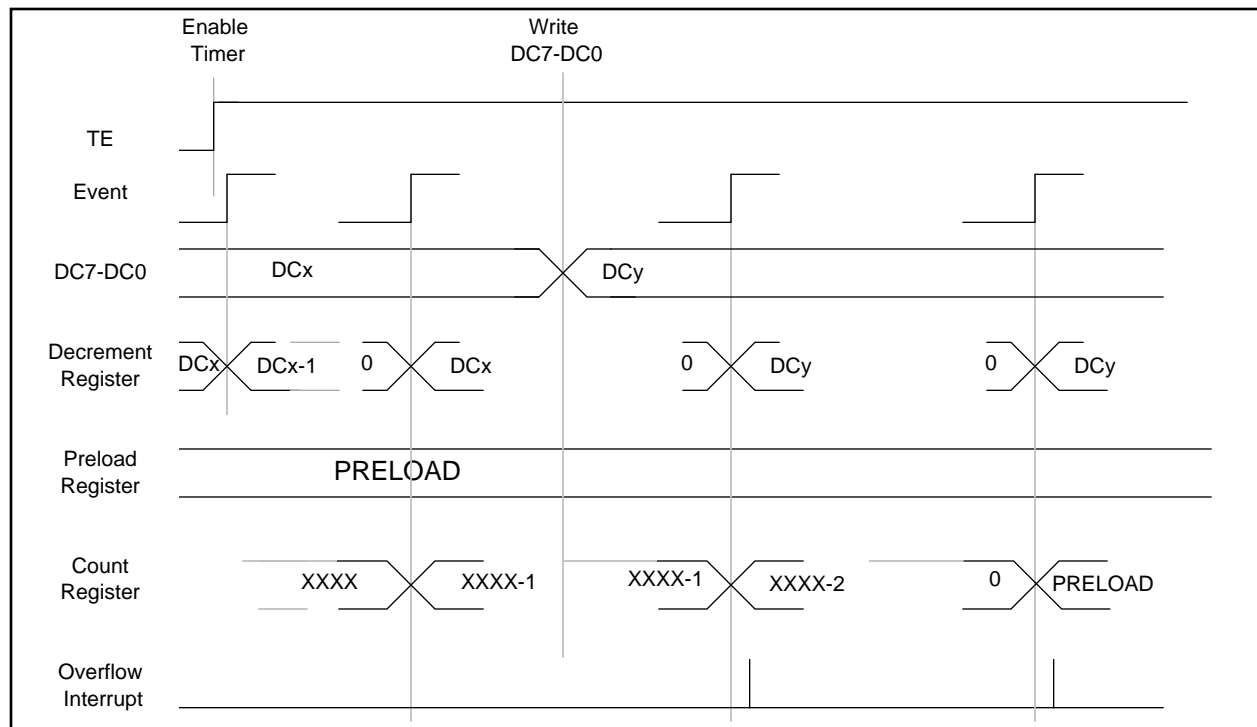 Enable
Timer
Write
DC7-DC0
TE
Event
DC7-DC0
DCx
DCy
Decrement
Register
DCx
DCx-1
0
DCx
0
DCy
0
DCy
Preload
Register
PRELOAD
Count
Register
XXXX
XXXX-1
XXXX-1
XXXX-2
0
PRELOAD
Overflow
Interrupt